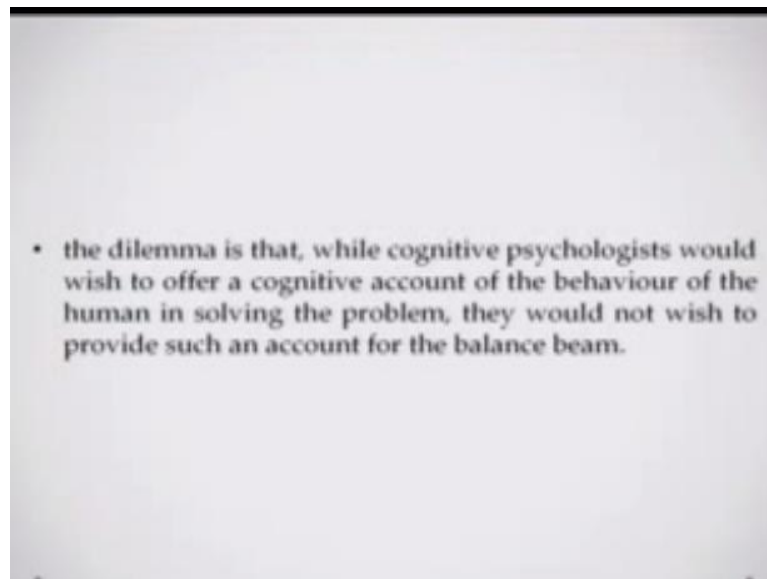 • the dilemma is that, while cognitive psychologists would
wish to offer a cognitive account of the behaviour of the
human in solving the problem, they would not wish to
provide such an account for the balance beam.